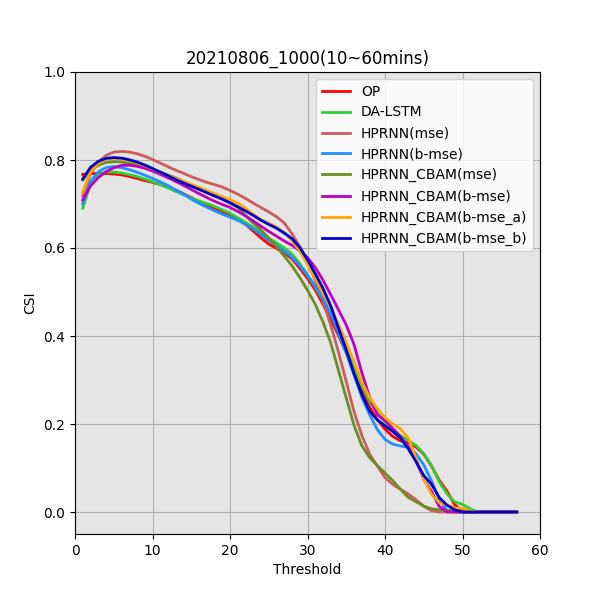 20210806_1000(10~60mins)
1.0
0.8
0.6
0.4
0.2
0.0
CSI
OP
DA-LSTM
HPRNN(mse)
HPRNN(b-mse)
HPRNN_CBAM(mse)
HPRNN_CBAM(b-mse)
HPRNN_CBAM(b-mse_a)
HPRNN_CBAM(b-mse_b)
0 10 20 30 40 50 60
Threshold